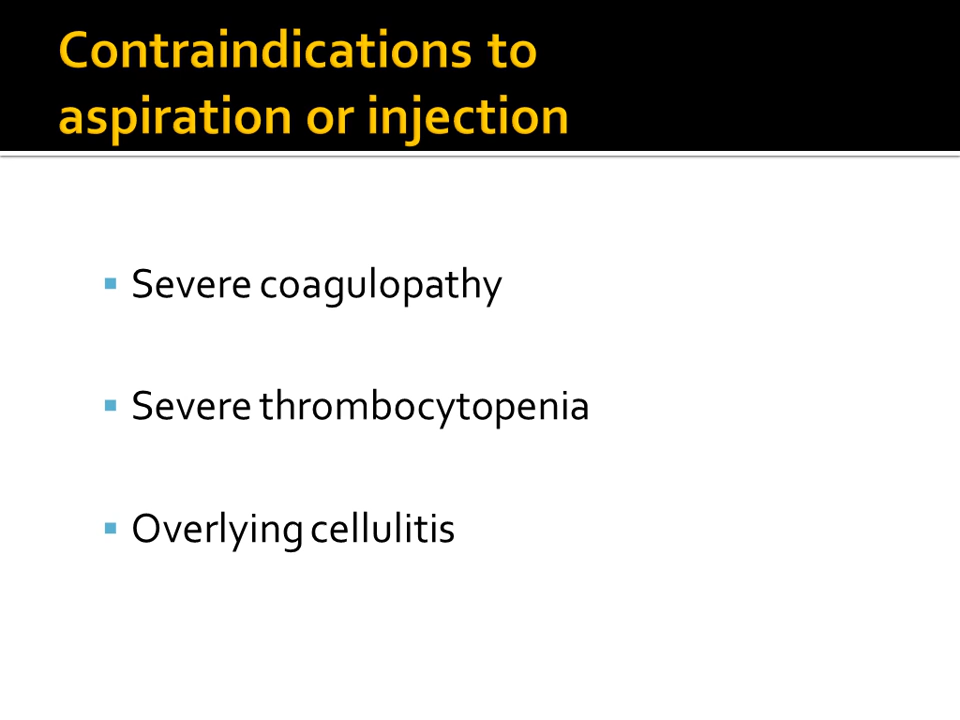 Contraindications to
aspiration or injection
Severe coagulopathy
Severe thrombocytopenia
Overlying cellulitis